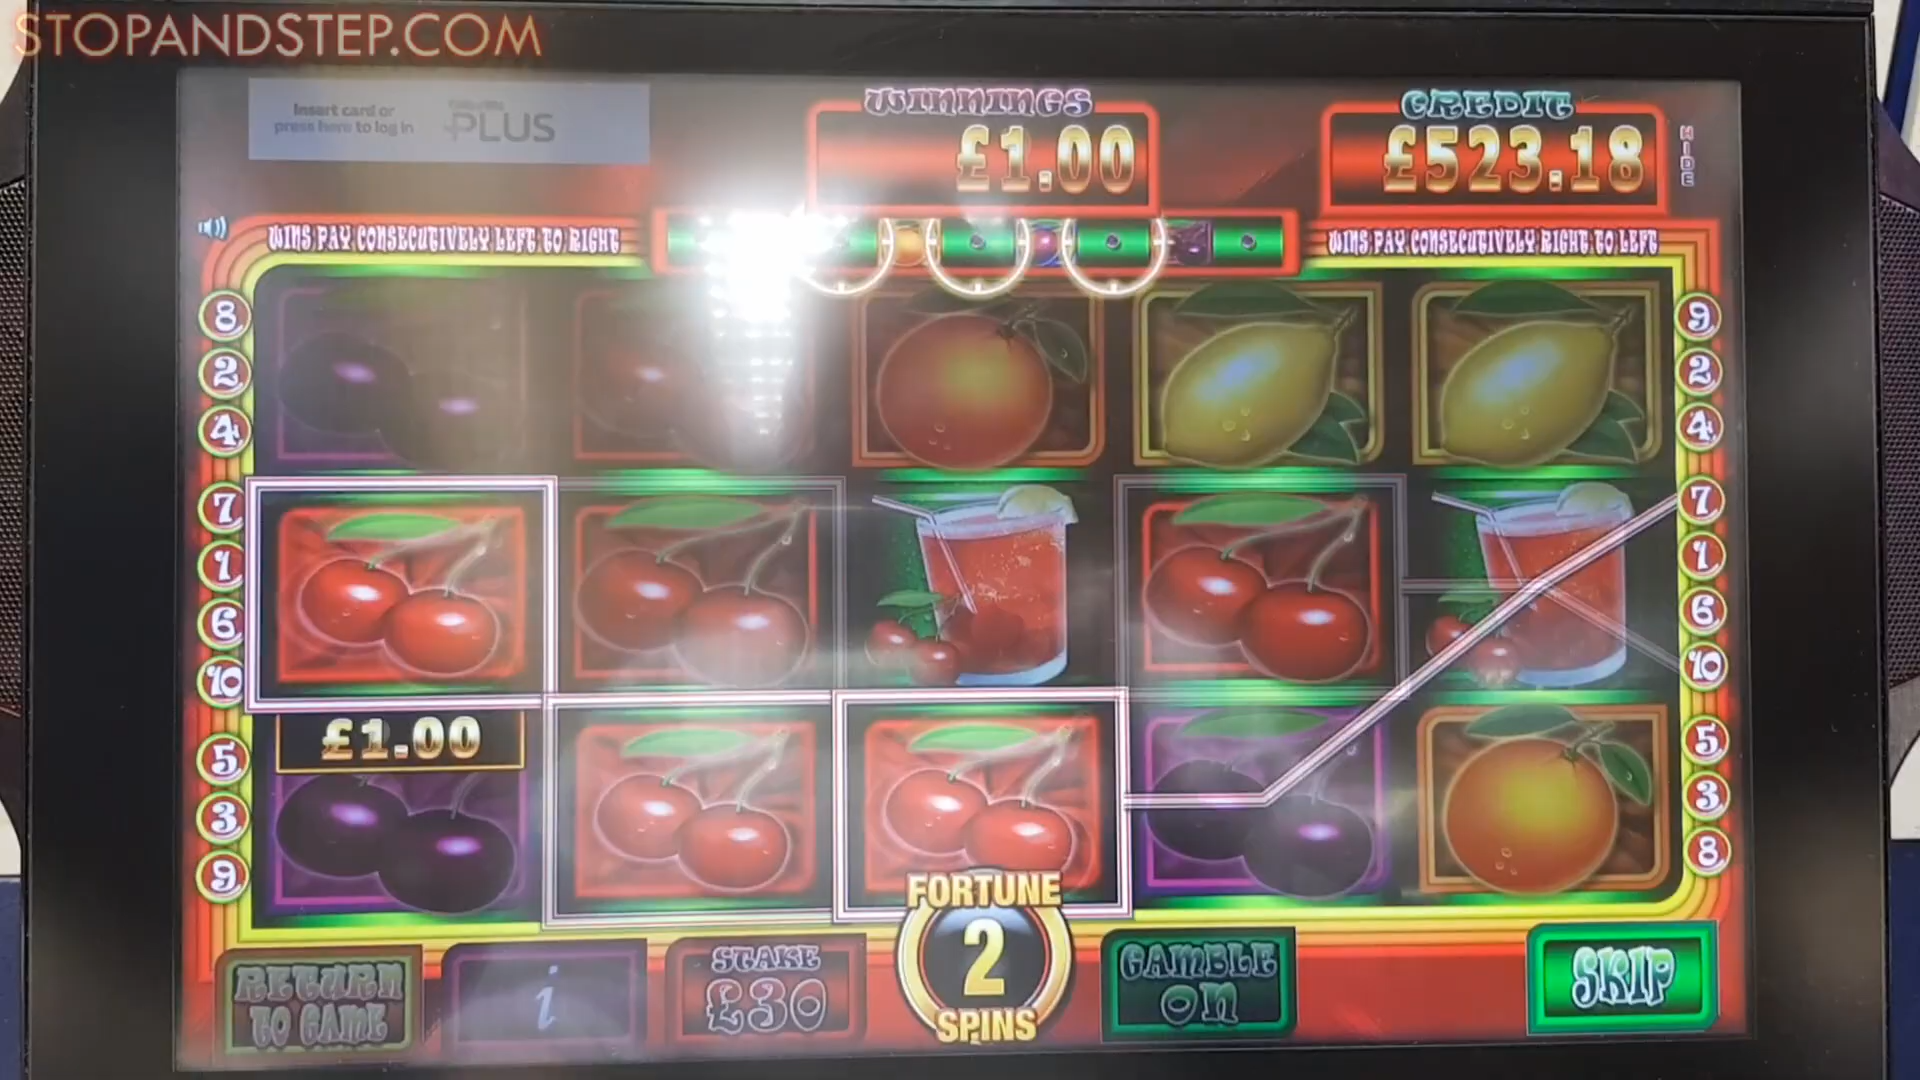 STOPANDSTEP.COM
Insert card or
press here to log in
PLUS
WINNINGS
£1.00
CREDIT
£523.18
HIDE
WINS PAY CONSECUTIVELY LEFT TO RIGHT
WINS PAY CONSECUTIVELY RIGHT TO LEFT
8
2
4
7
1
6
10
5
3
9
9
2
4
7
1
6
10
5
3
8
£1.00
RETURN
TO GAME
i
STAKE
£30
FORTUNE
2
SPINS
GAMBLE
ON
SKIP